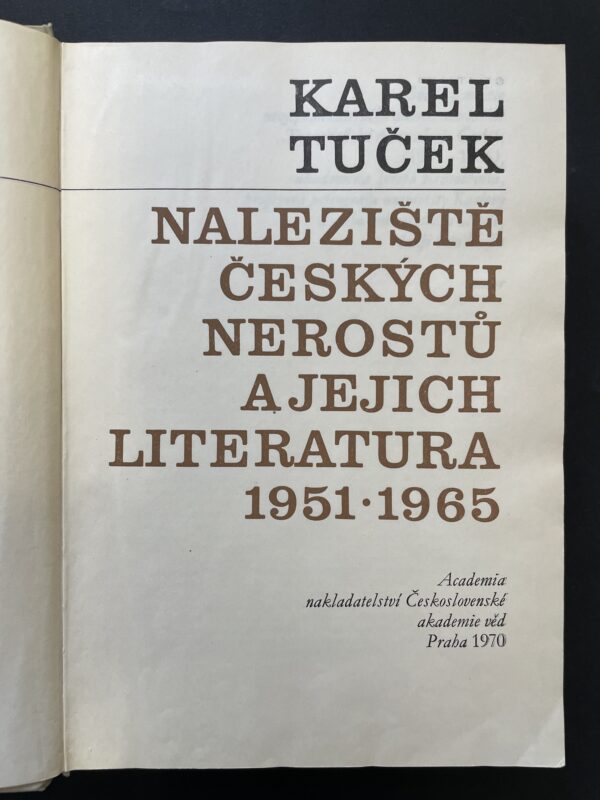 KAREL
TUČEK
NALEZIŠTĚ
ČESKÝCH
NEROSTŮ
A JEJICH
LITERATURA
1951·1965
Academia
nakladatelství Československé
akademie věd
Praha 1970